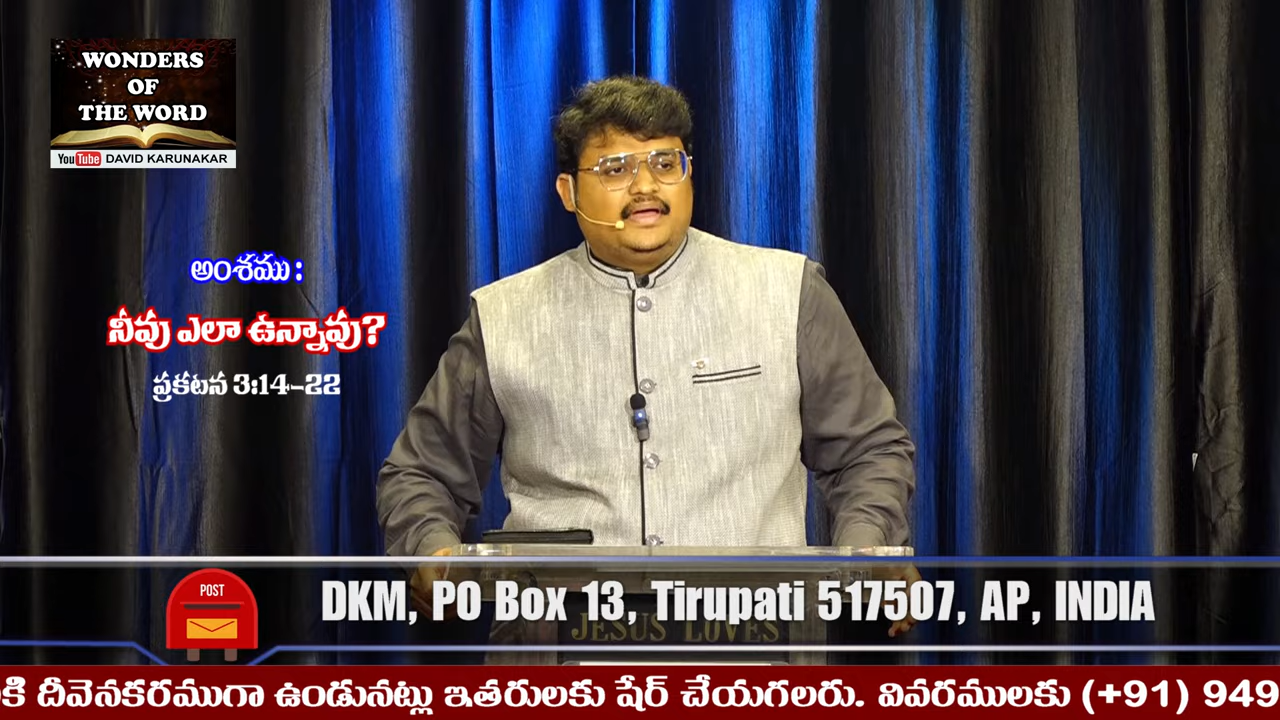 WONDERS
OF
THE WORD
YouTube DAVID KARUNAKAR
అంశము :
నీవు ఎలా ఉన్నావు?
ప్రకటన 3:14-22
POST
DKM, PO Box 13, Tirupati 517507, AP, INDIA
JESUS LOVES
కి దీవెనకరముగా ఉండునట్లు ఇతరులకు షేర్ చేయగలరు. వివరములకు (+91) 949